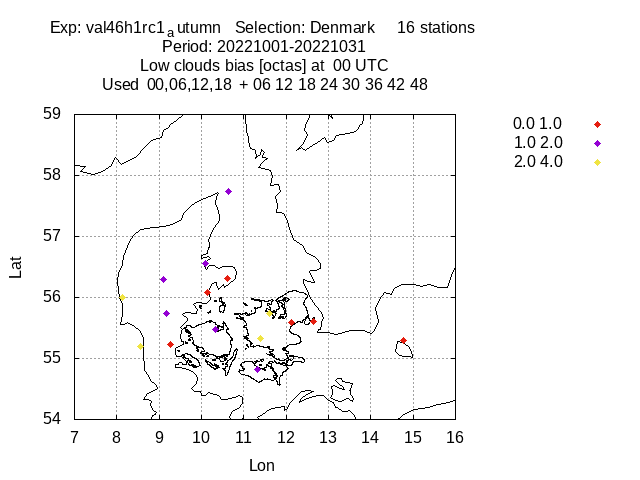 Exp: val46h1rc1a utumn Selection: Denmark 16 stations
Period: 20221001-20221031
Low clouds bias [octas] at 00 UTC
Used 00,06,12,18 + 06 12 18 24 30 36 42 48
0.0 1.0
1.0 2.0
2.0 4.0
59
58
57
56
55
54
Lat
7 8 9 10 11 12 13 14 15 16
Lon